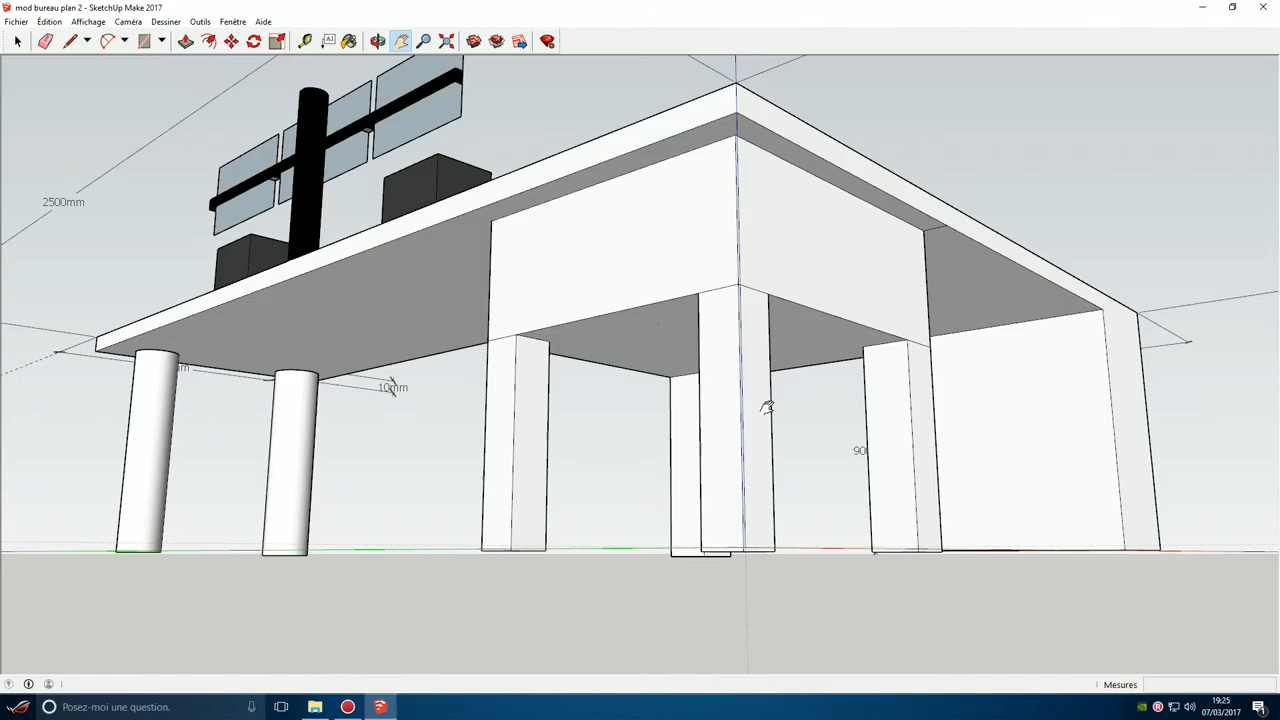 mod bureau plan 2 - SketchUp Make 2017
Fichier Édition Affichage Caméra Dessiner Outils Fenêtre Aide
2500mm
10mm
Mesures
Posez-moi une question.
19:25
07/03/2017